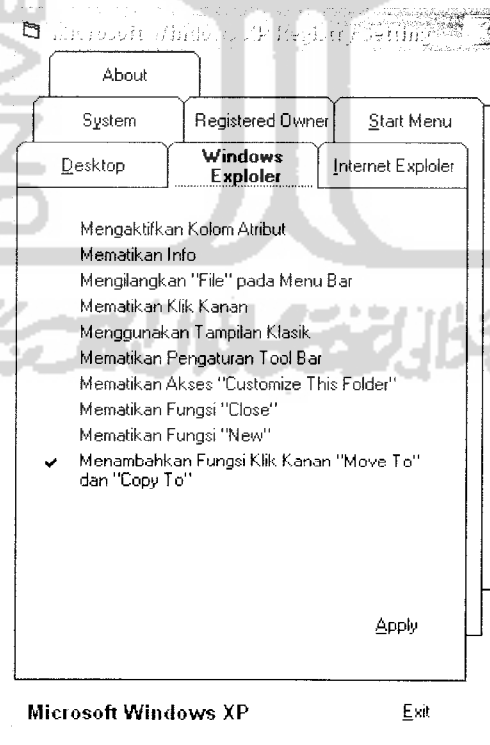 About
System
Registered Owner
Start Menu
Desktop
Windows
Exploler
Internet Exploler
Mengaktifkan Kolom Atribut
Mematikan Info
Mengilangkan "File" pada Menu Bar
Mematikan Klik Kanan
Menggunakan Tampilan Klasik
Mematikan Pengaturan Tool Bar
Mematikan Akses "Customize This Folder"
Mematikan Fungsi "Close"
Mematikan Fungsi "New"
Menambahkan Fungsi Klik Kanan "Move To"
dan "Copy To"
Apply
Microsoft Windows XP
Exit